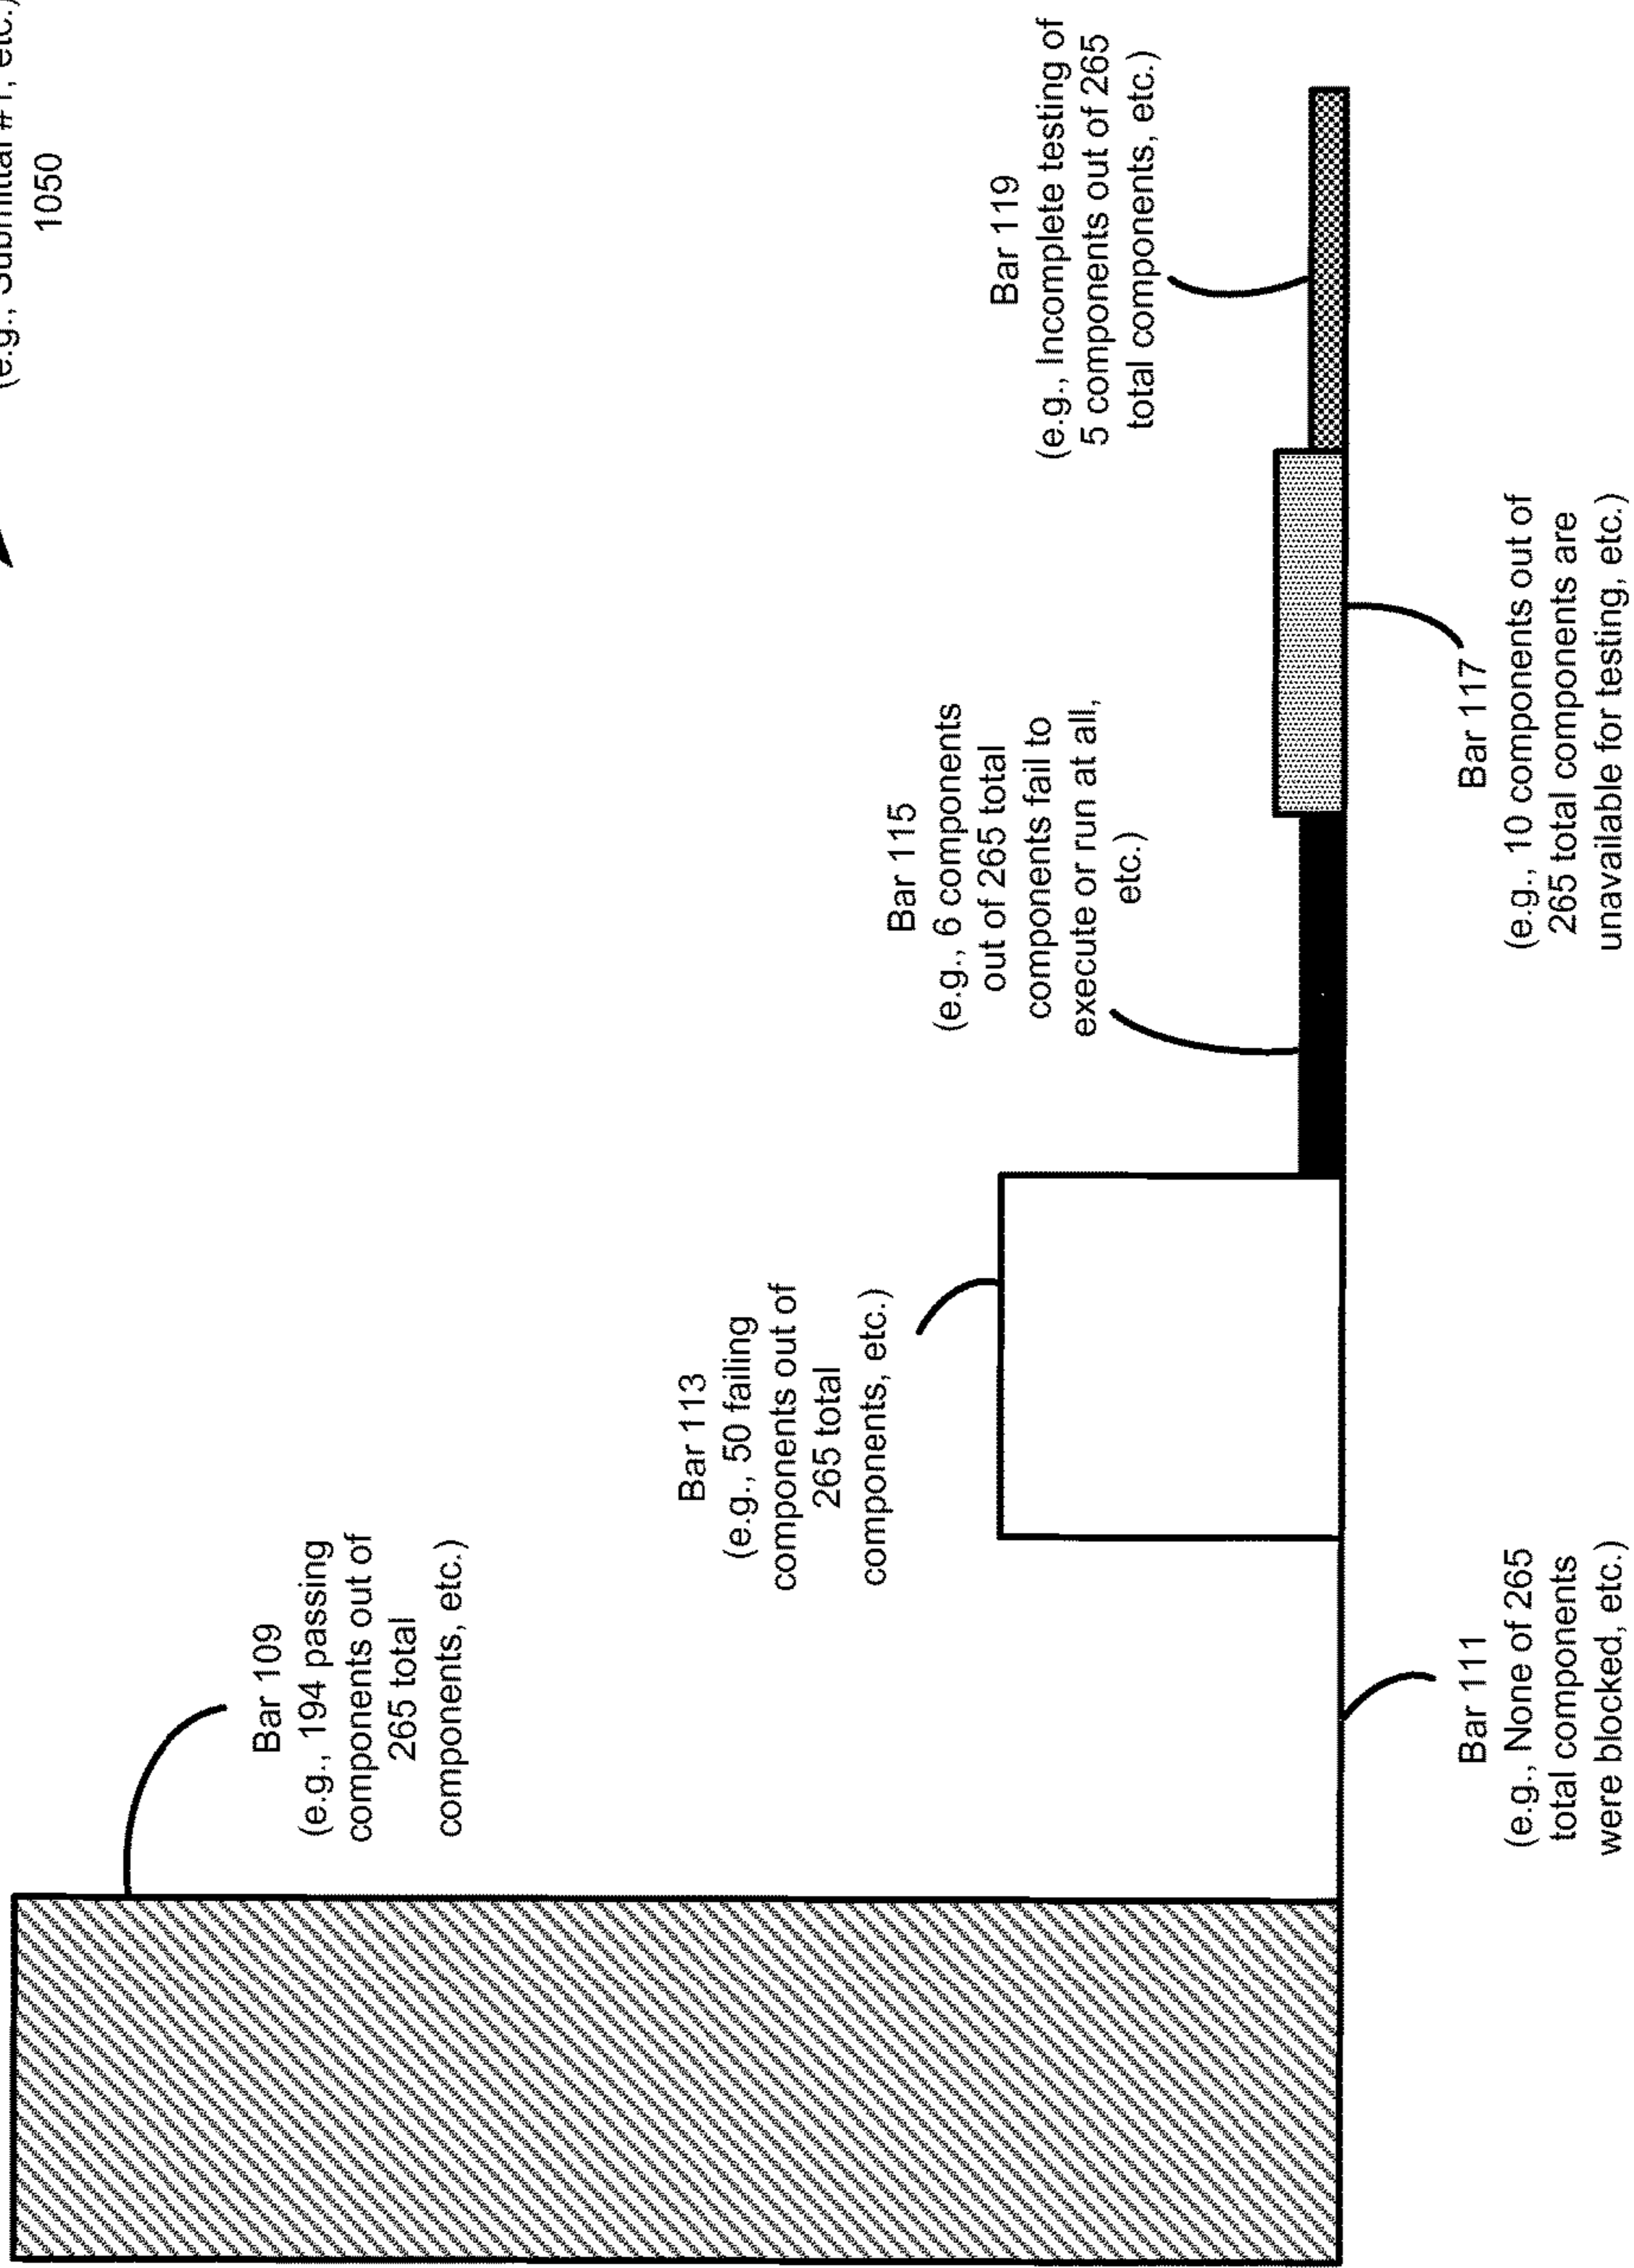 (e.g., Submittal #1, etc.)
1050
Bar 109
(e.g., 194 passing
components out of
265 total
components, etc.)
Bar 113
(e.g., 50 failing
components out of
265 total
components, etc.)
Bar 115
(e.g., 6 components
out of 265 total
components fail to
execute or run at all,
etc.)
Bar 119
(e.g., Incomplete testing of
5 components out of 265
total components, etc.)
Bar 111
(e.g., None of 265
total components
were blocked, etc.)
Bar 117
(e.g., 10 components out of
265 total components are
unavailable for testing, etc.)